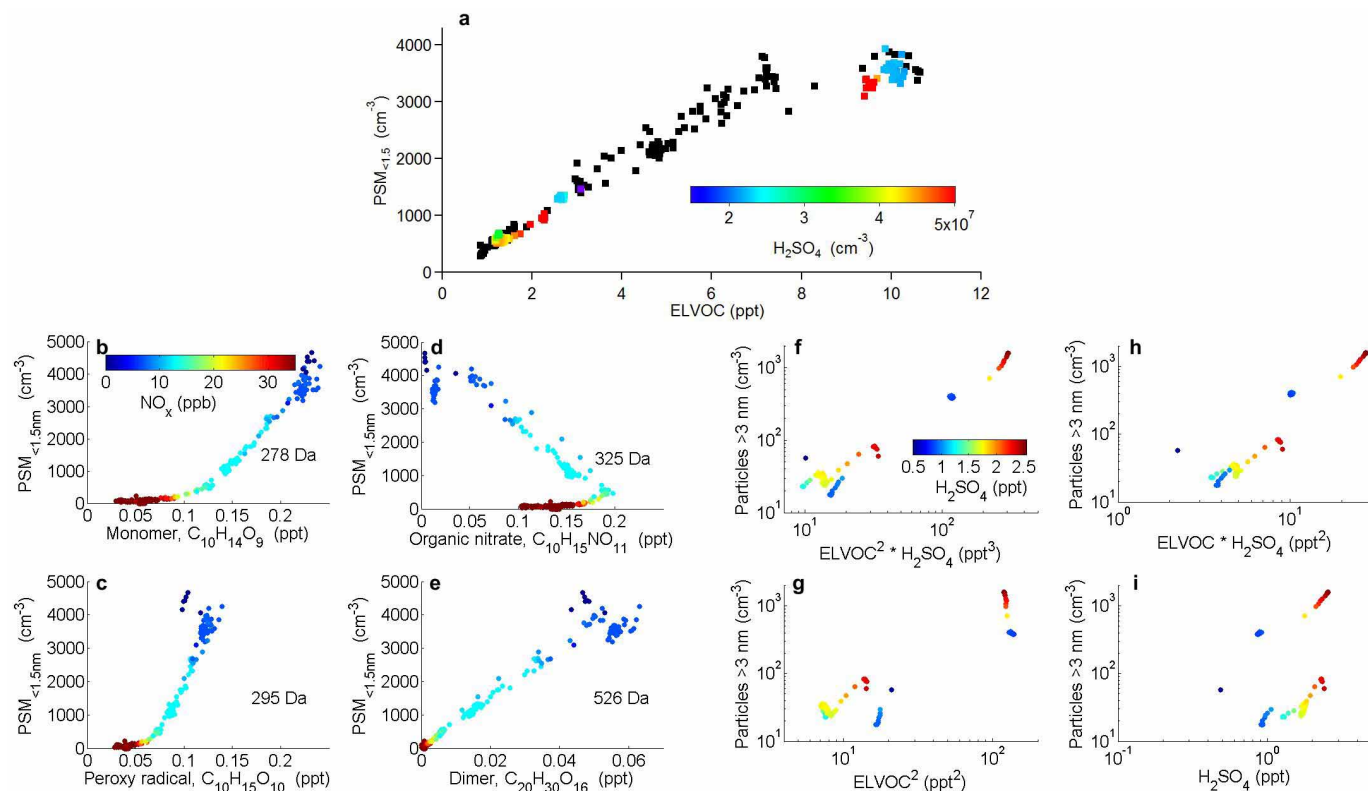 a
4000
3000
2000
1000
0
PSM<1.5 (cm-3)
2
3
4
5x10^7
H2SO4 (cm-3)
0
2
4
6
8
10
12
ELVOC (ppt)
b
5000
4000
3000
2000
1000
0
PSM<1.5nm (cm-3)
0
10
20
30
NOx (ppb)
278 Da
0
0.05
0.1
0.15
0.2
Monomer, C10H14O9 (ppt)
d
5000
4000
3000
2000
1000
0
PSM<1.5nm (cm-3)
325 Da
0
0.05
0.1
0.15
0.2
Organic nitrate, C10H15NO11 (ppt)
f
10^3
10^2
10^1
Particles >3 nm (cm-3)
0.5
1.5
2.5
H2SO4 (ppt)
10^1
10^2
ELVOC^2 * H2SO4 (ppt^3)
h
10^3
10^2
10^1
Particles >3 nm (cm-3)
10^0
10^1
ELVOC * H2SO4 (ppt^2)
c
5000
4000
3000
2000
1000
0
PSM<1.5nm (cm-3)
295 Da
0
0.05
0.1
0.15
0.2
Peroxy radical, C10H15O10 (ppt)
e
5000
4000
3000
2000
1000
0
PSM<1.5nm (cm-3)
526 Da
0
0.02
0.04
0.06
Dimer, C20H30O16 (ppt)
g
10^3
10^2
10^1
Particles >3 nm (cm-3)
10^1
10^2
ELVOC^2 (ppt^2)
i
10^3
10^2
10^1
Particles >3 nm (cm-3)
10^-1
10^0
H2SO4 (ppt)